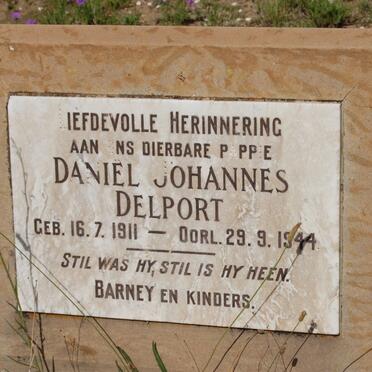 IEFDEVOLLE HERINNERING
AAN NS DIERBARE P PP E
DANIEL JOHANNES
DELPORT
GEB. 16.7.1911 — OORL. 29.9.1944
STIL WAS HY, STIL IS HY HEEN.
BARNEY EN KINDERS.